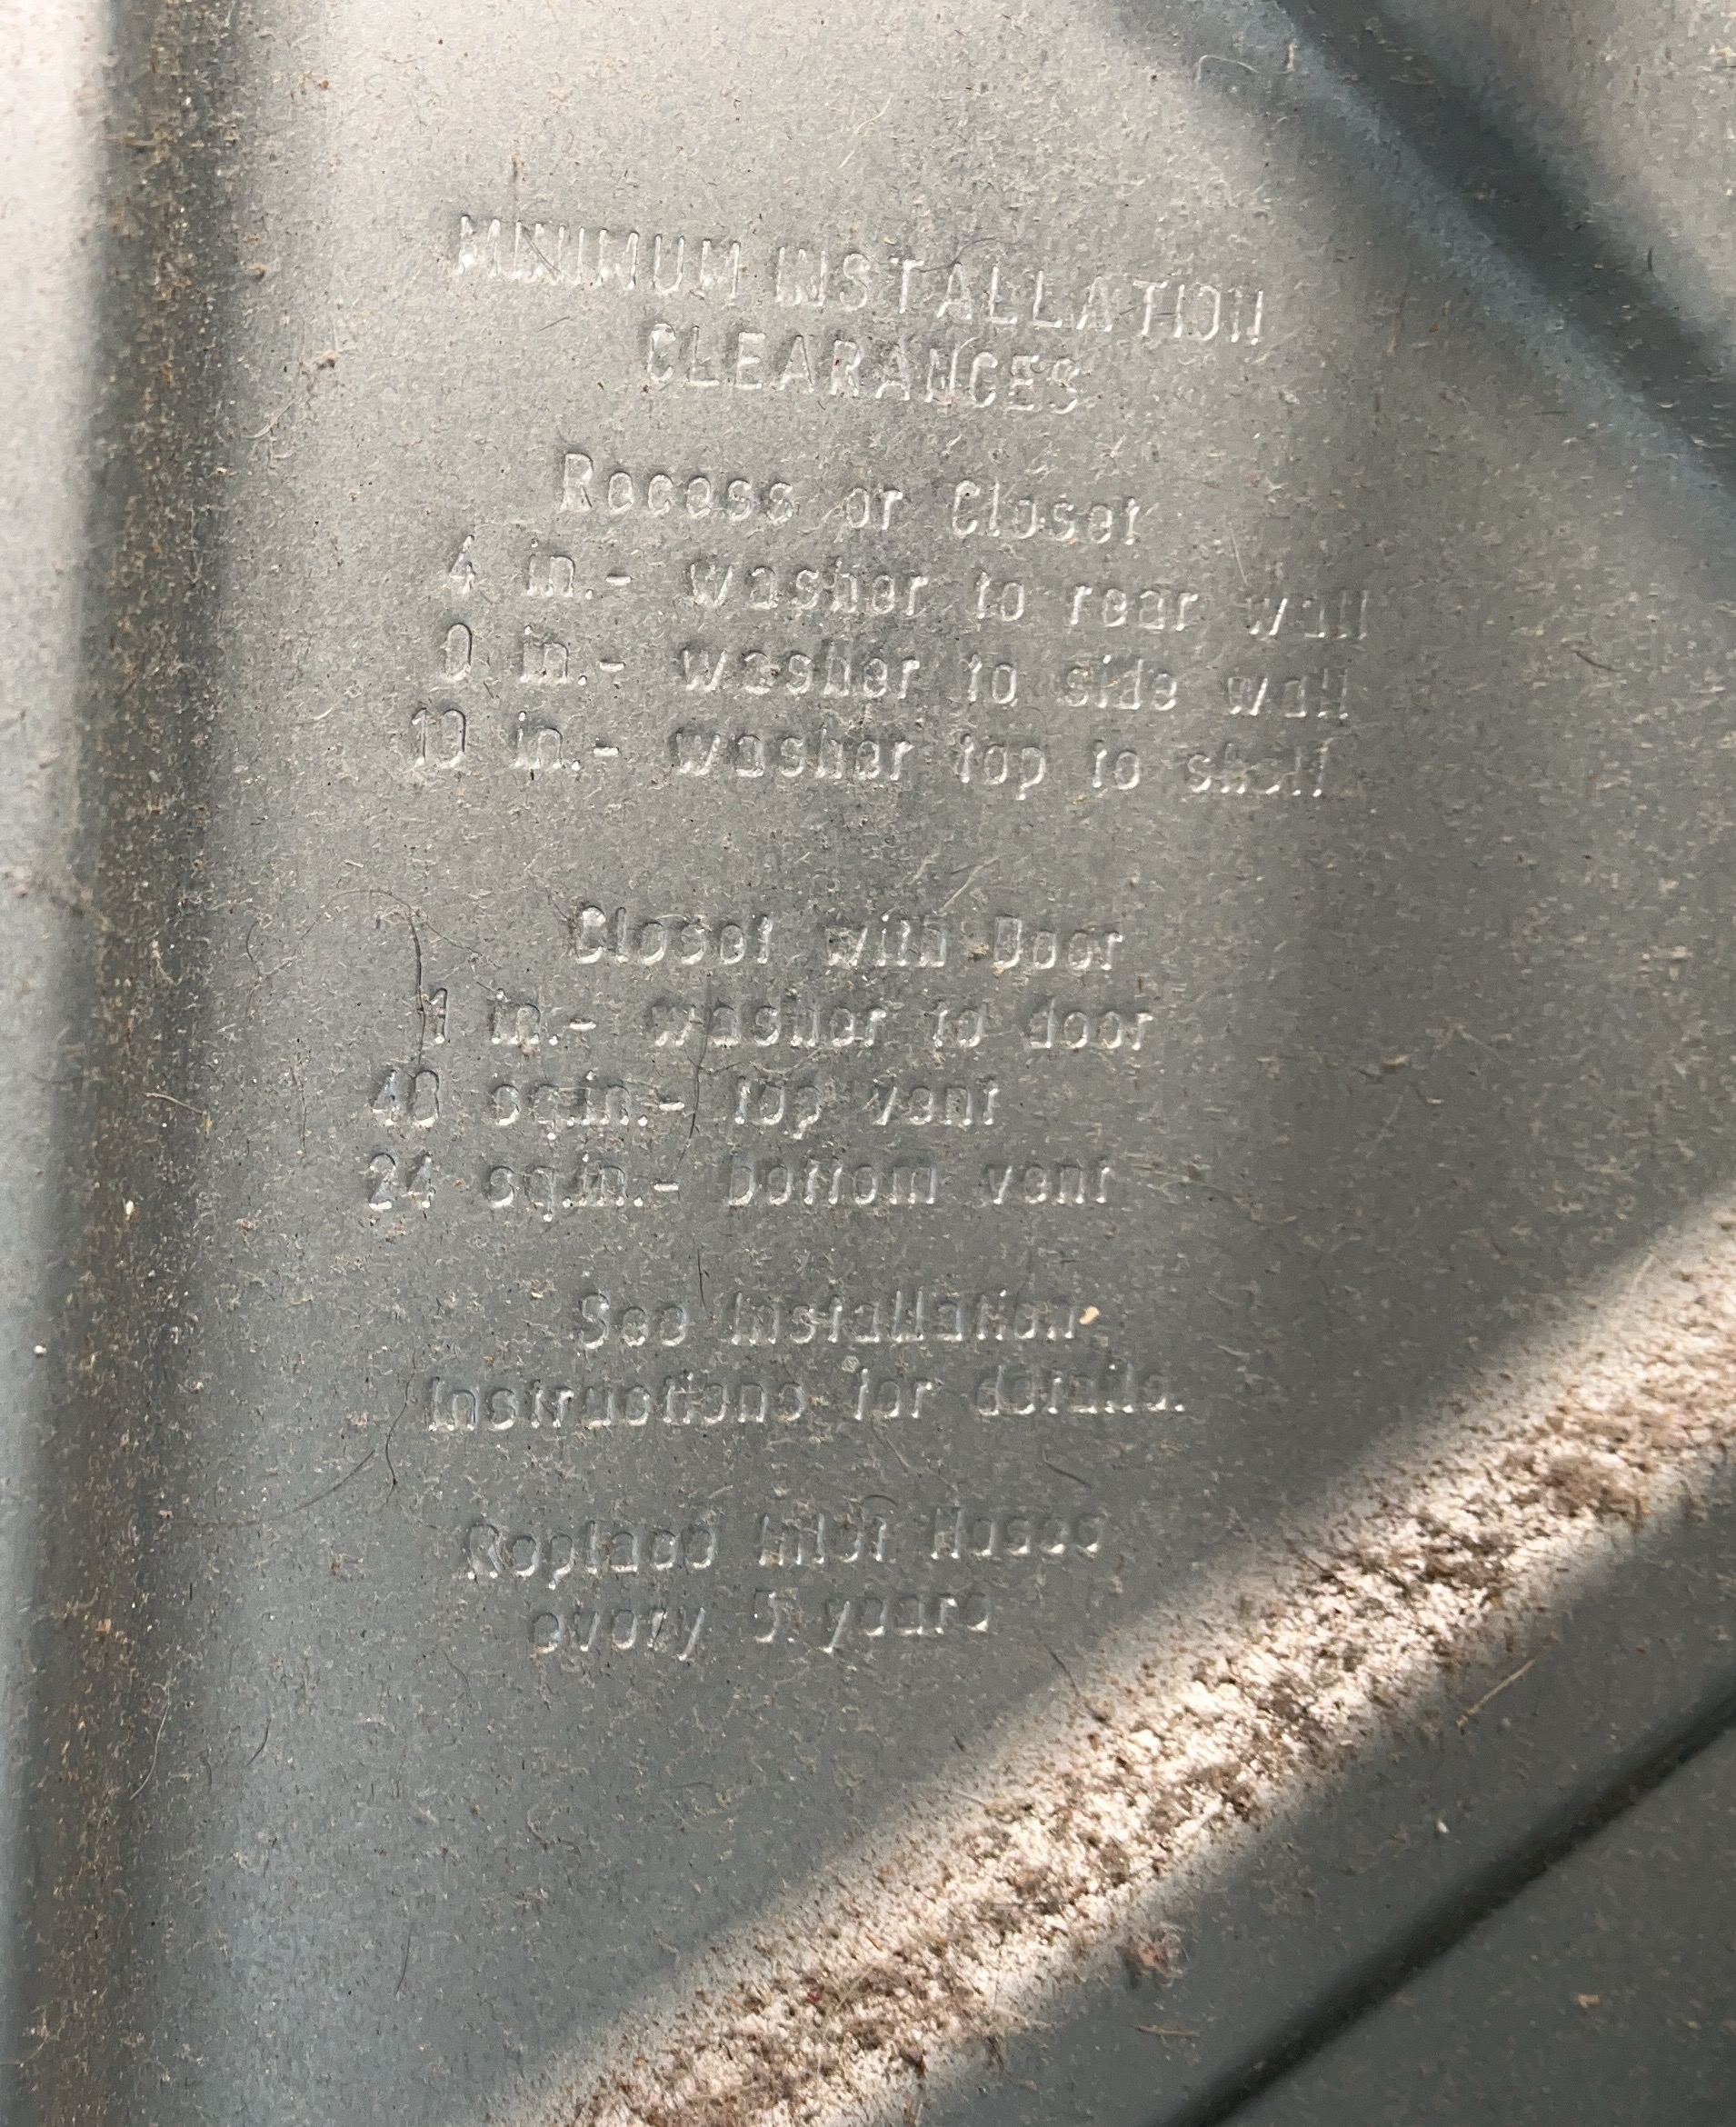 MINIMUM INSTALLATION
CLEARANCES
Recess or Closet
4 in.- washer to rear wall
0 in.- washer to side wall
in.- washer top to shelf
Closet with Door
1 in.- washer to door
48 sq.in.- top vent
24 sq.in.- bottom vent
See Installation
Instructions for details.
Replace Inlet Hoses
every 5 years